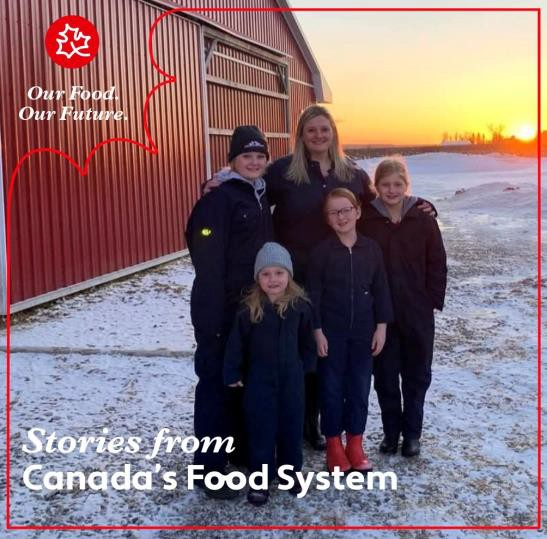 Our Food.
Our Future.
Stories from
Canada's Food System